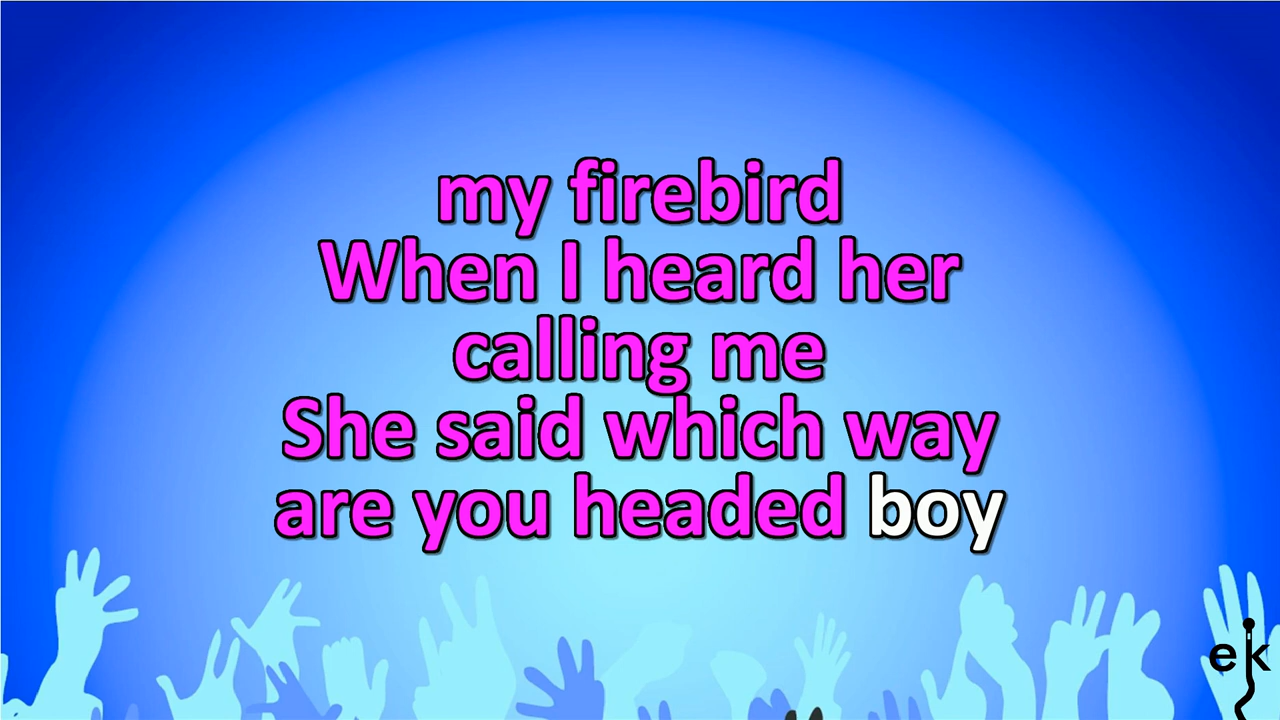 my firebird
When I heard her
calling me
She said which way
are you headed boy
ek